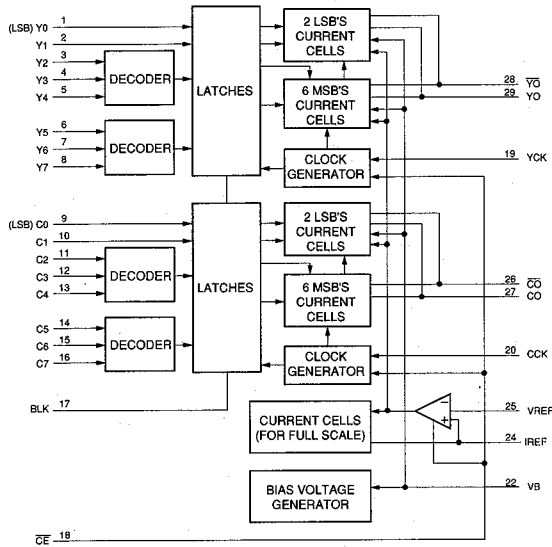 (LSB) Y0 1
Y1 2
Y2 3
Y3 4
Y4 5
Y5 6
Y6 7
Y7 8
DECODER
DECODER
LATCHES
2 LSB'S
CURRENT
CELLS
6 MSB'S
CURRENT
CELLS
CLOCK
GENERATOR
28 Y̅O̅
29 YO
19 YCK
(LSB) C0 9
C1 10
C2 11
C3 12
C4 13
C5 14
C6 15
C7 16
DECODER
DECODER
LATCHES
2 LSB'S
CURRENT
CELLS
6 MSB'S
CURRENT
CELLS
CLOCK
GENERATOR
26 C̅O̅
27 CO
20 CCK
BLK 17
CURRENT CELLS
(FOR FULL SCALE)
− +
25 VREF
24 IREF
BIAS VOLTAGE
GENERATOR
22 VB
C̅E̅ 18